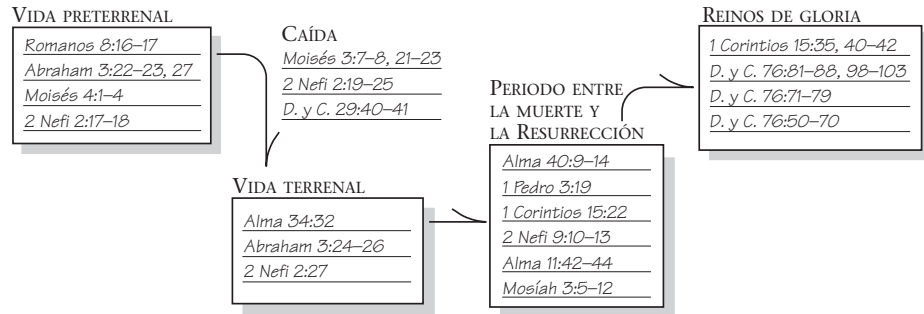 VIDA PRETERRENAL
Romanos 8:16–17
Abraham 3:22–23, 27
Moisés 4:1–4
2 Nefi 2:17–18
CAÍDA
Moisés 3:7–8, 21–23
2 Nefi 2:19–25
D. y C. 29:40–41
VIDA TERRENAL
Alma 34:32
Abraham 3:24–26
2 Nefi 2:27
PERIODO ENTRE
LA MUERTE Y
LA RESURRECCIÓN
Alma 40:9–14
1 Pedro 3:19
1 Corintios 15:22
2 Nefi 9:10–13
Alma 11:42–44
Mosíah 3:5–12
REINOS DE GLORIA
1 Corintios 15:35, 40–42
D. y C. 76:81–88, 98–103
D. y C. 76:71–79
D. y C. 76:50–70